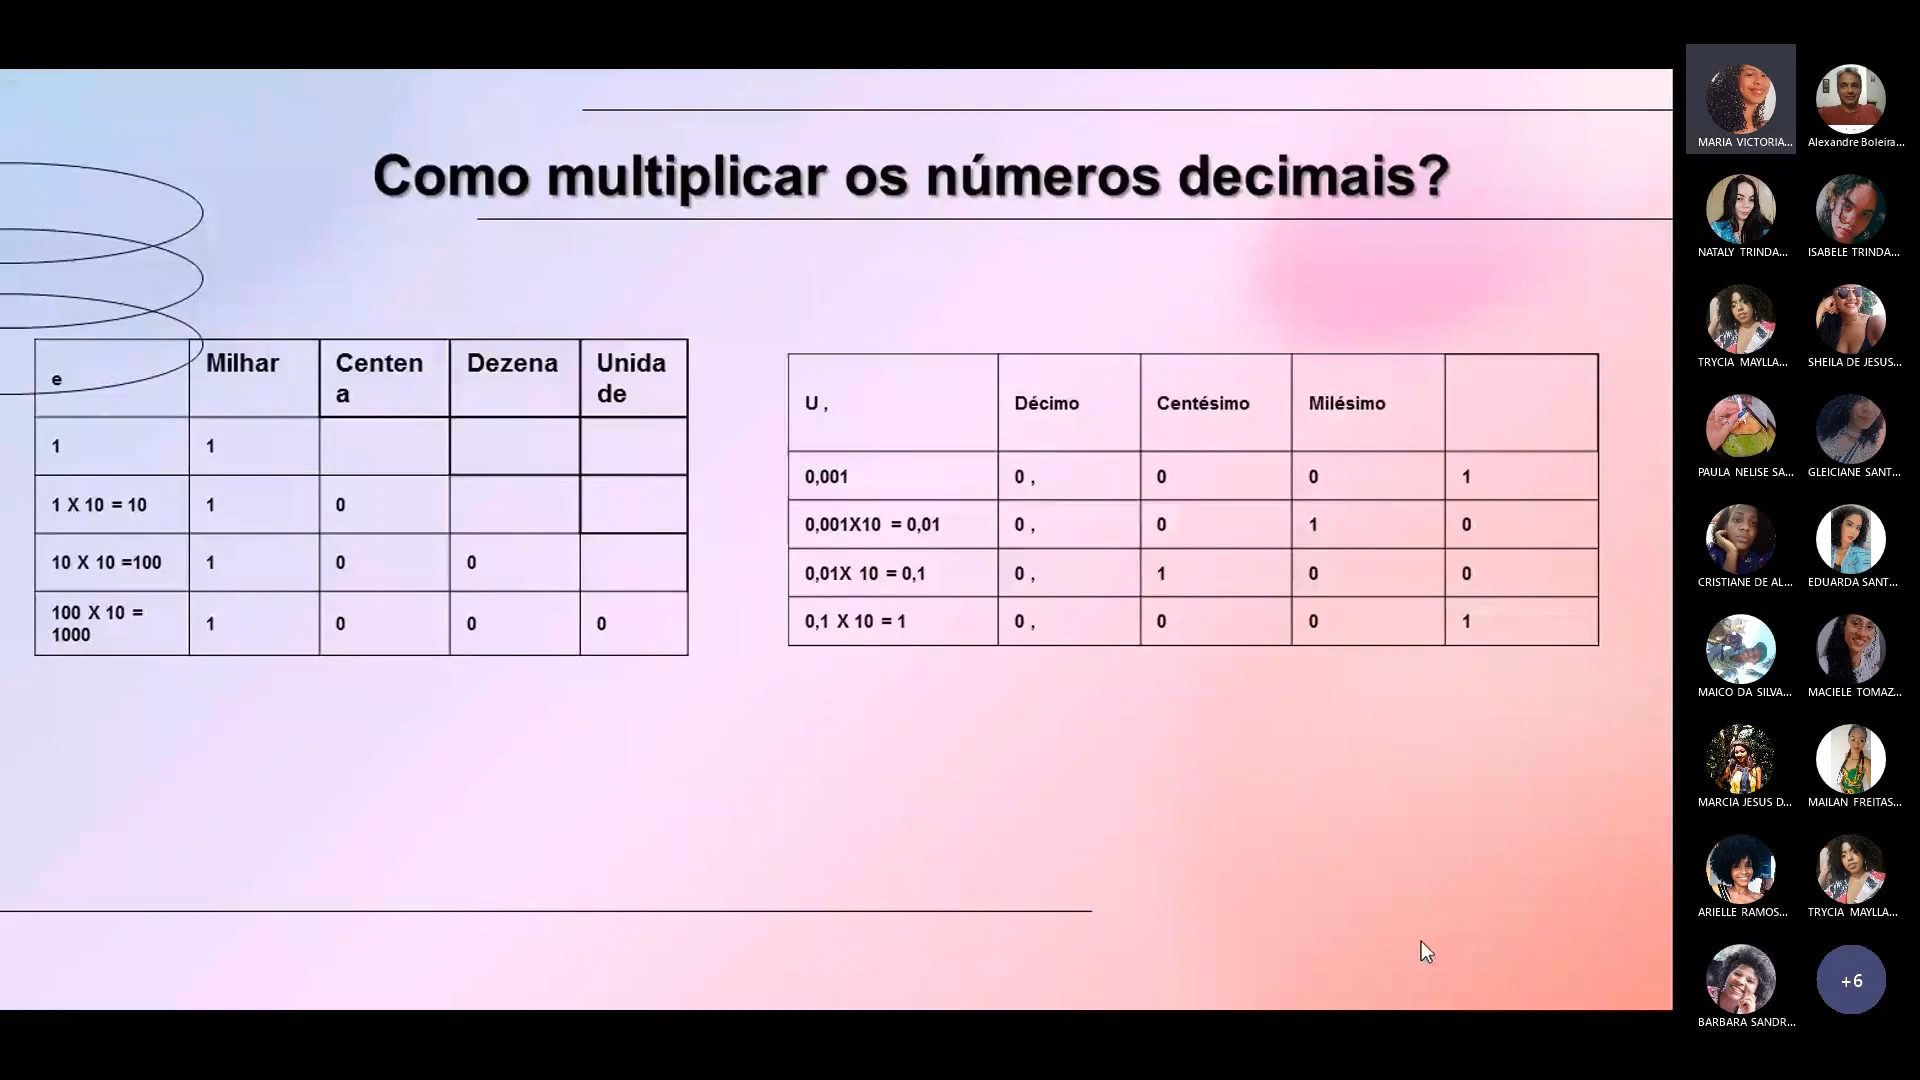 Como multiplicar os números decimais?
e Milhar Centen
a Dezena Unida
de
1 1
1 X 10 = 10 1 0
10 X 10 =100 1 0 0
100 X 10 =
1000 1 0 0 0
U , Décimo Centésimo Milésimo
0,001 0 , 0 0 1
0,001X10 = 0,01 0 , 0 1 0
0,01X 10 = 0,1 0 , 1 0 0
0,1 X 10 = 1 0 , 0 0 1
MARIA VICTORIA... Alexandre Boleira...
NATALY TRINDA... ISABELE TRINDA...
TRYCIA MAYLLA... SHEILA DE JESUS...
PAULA NELISE SA... GLEICIANE SANT...
CRISTIANE DE AL... EDUARDA SANT...
MAICO DA SILVA... MACIELE TOMAZ...
MARCIA JESUS D... MAILAN FREITAS...
ARIELLE RAMOS... TRYCIA MAYLLA...
BARBARA SANDR... +6